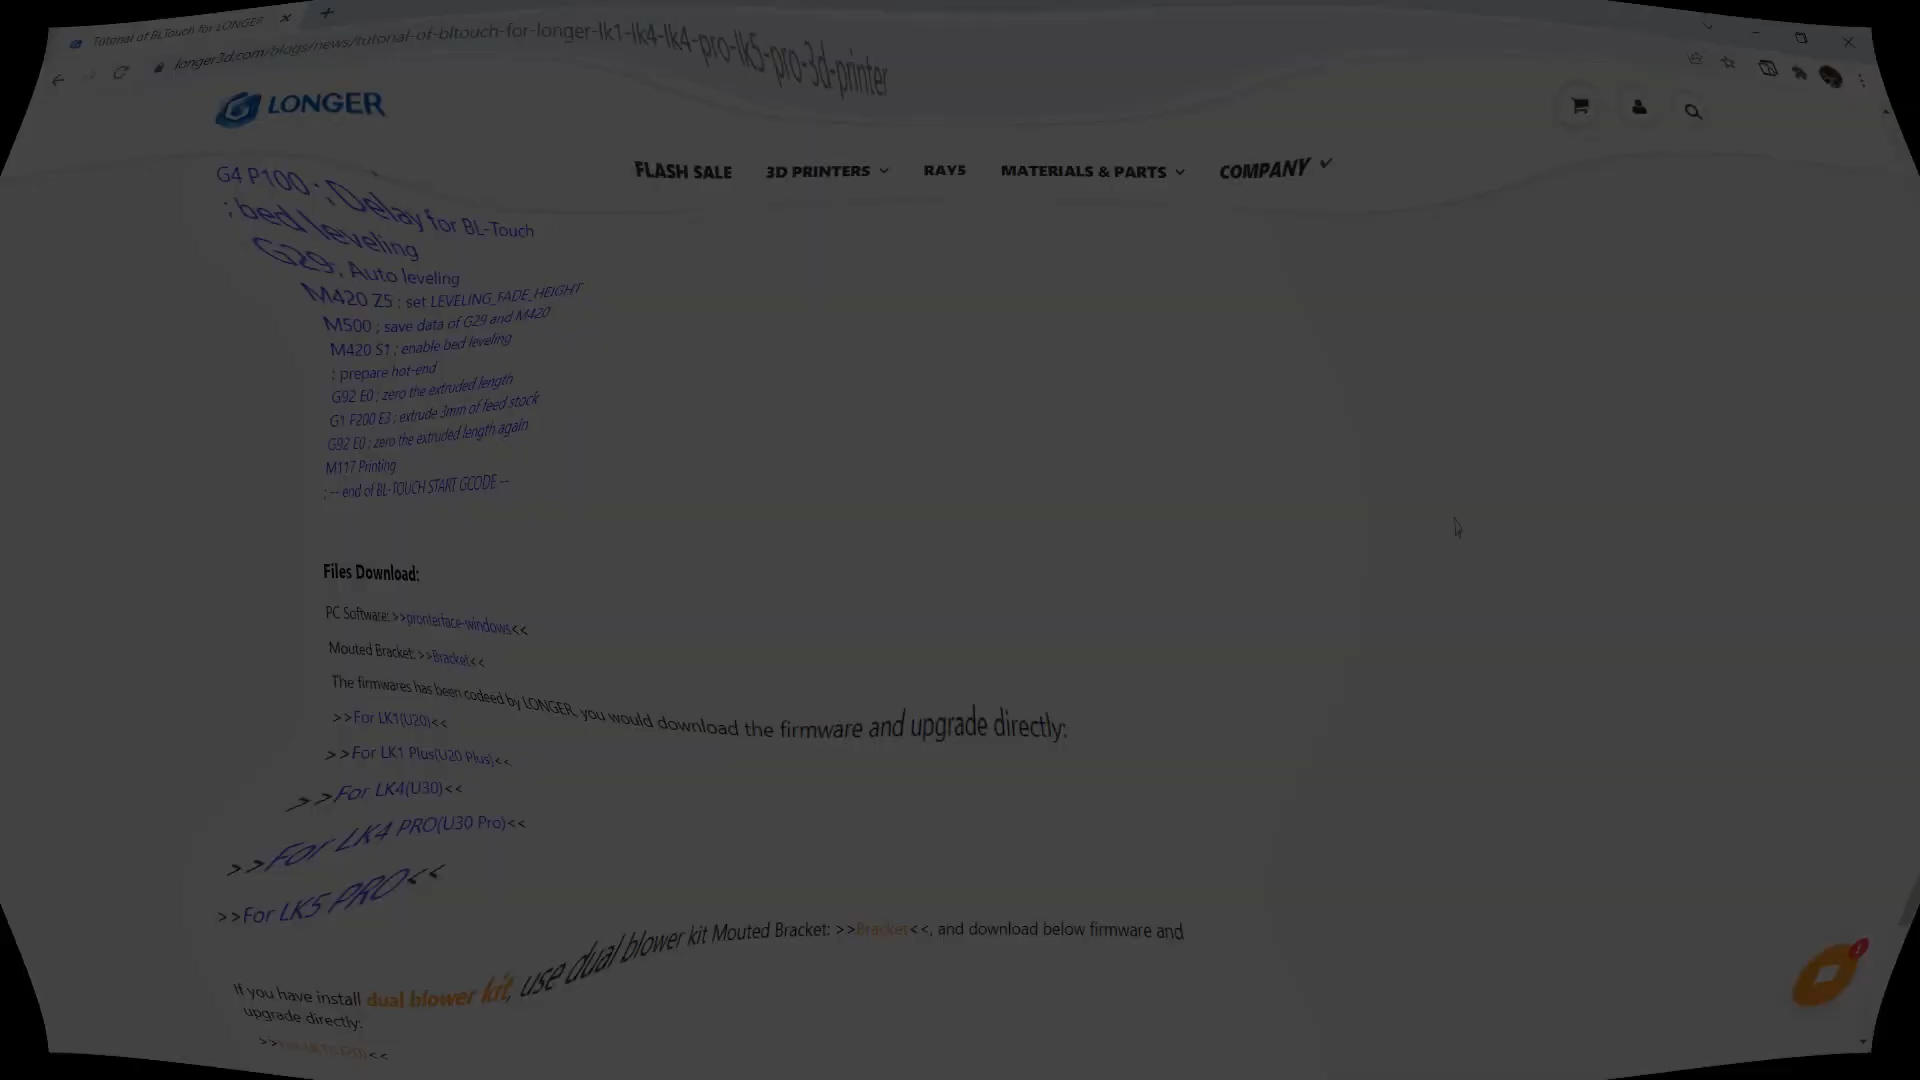 Tutorial of BLTouch for LONGER
longer3d.com/blogs/news/tutorial-of-bltouch-for-longer-lk1-lk4-lk4-pro-lk5-pro-3d-printer
LONGER
FLASH SALE 3D PRINTERS RAY5 MATERIALS & PARTS COMPANY
G4 P100 ; Delay for BL-Touch
; bed leveling
G29 ; Auto leveling
M420 Z5 ; set LEVELING_FADE_HEIGHT
M500 ; save data of G29 and M420
M420 S1 ; enable bed leveling
; prepare hot-end
G92 E0 ; zero the extruded length
G1 F200 E3 ; extrude 3mm of feed stock
G92 E0 ; zero the extruded length again
M117 Printing
; -- end of BL-TOUCH START GCODE --
Files Download:
PC Software: >>pronterface-windows<<
Mouted Bracket: >>Bracket<<
The firmwares has been codeed by LONGER, you would download the firmware and upgrade directly:
>>For LK1(U20)<<
>>For LK1 Plus(U20 Plus)<<
>>For LK4(U30)<<
>>For LK4 PRO(U30 Pro)<<
>>For LK5 PRO<<
If you have install dual blower kit, use dual blower kit Mouted Bracket: >>Bracket<<, and download below firmware and
upgrade directly:
>><<
1